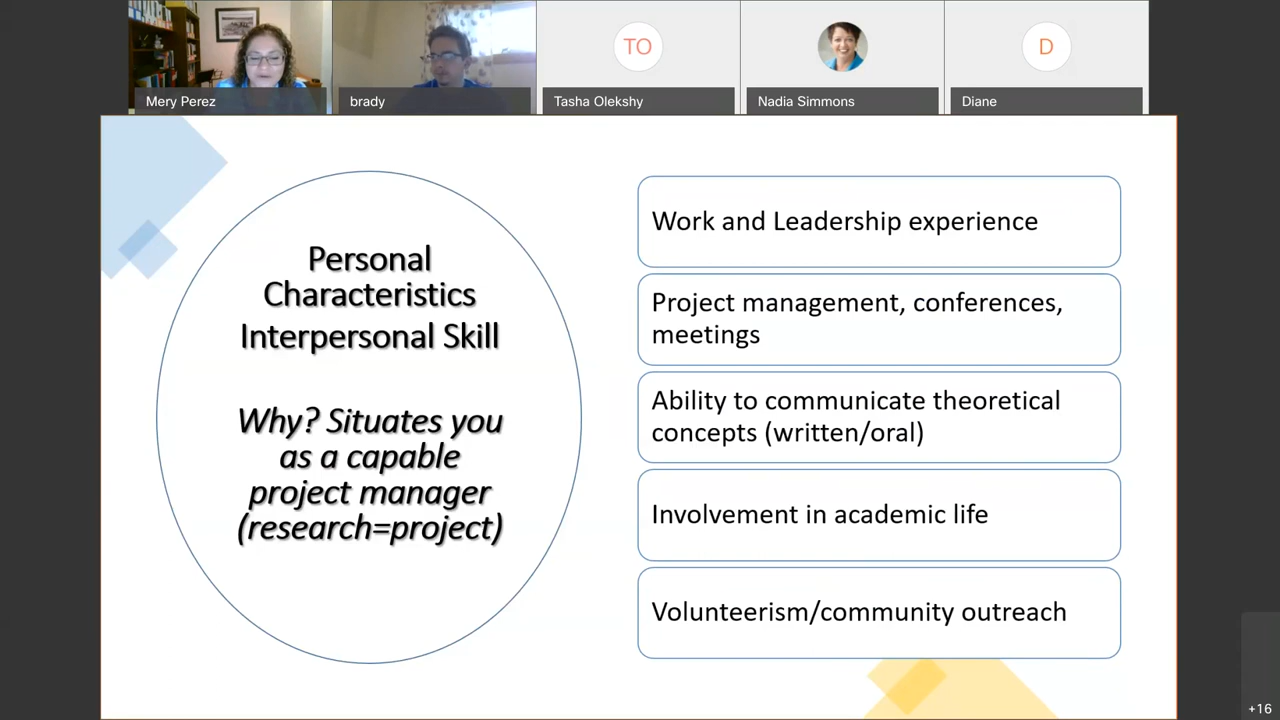 TO
D
Mery Perez
brady
Tasha Olekshy
Nadia Simmons
Diane
Personal
Characteristics
Interpersonal Skill
Why? Situates you
as a capable
project manager
(research=project)
Work and Leadership experience
Project management, conferences,
meetings
Ability to communicate theoretical
concepts (written/oral)
Involvement in academic life
Volunteerism/community outreach
+16